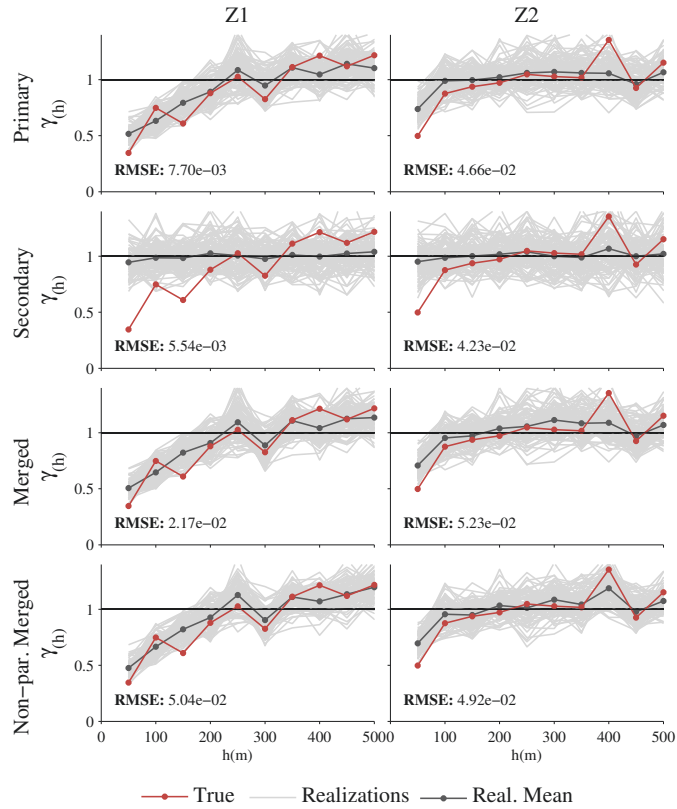 Z1 Z2
Primary
γ(h)
1
0.5
0
RMSE: 7.70e−03
RMSE: 4.66e−02
Secondary
γ(h)
1
0.5
0
RMSE: 5.54e−03
RMSE: 4.23e−02
Merged
γ(h)
1
0.5
0
RMSE: 2.17e−02
RMSE: 5.23e−02
Non−par. Merged
γ(h)
1
0.5
0
RMSE: 5.04e−02
RMSE: 4.92e−02
0 100 200 300 400 5000 100 200 300 400 500
h(m) h(m)
True Realizations Real. Mean